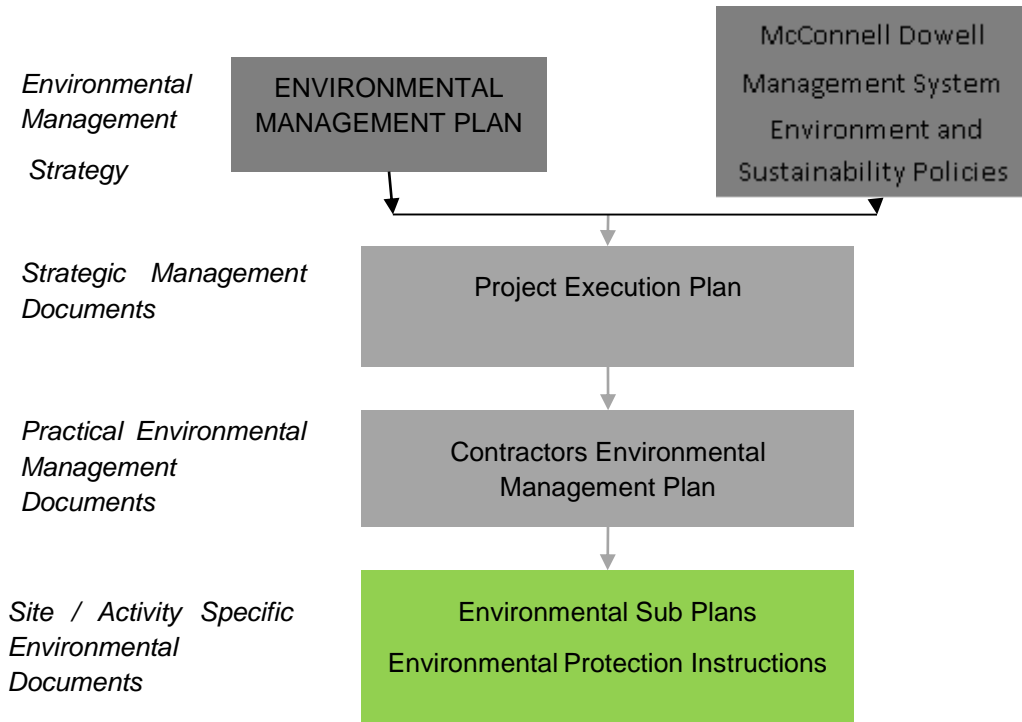 Environmental
Management
Strategy
ENVIRONMENTAL
MANAGEMENT PLAN
McConnell Dowell
Management System
Environment and
Sustainability Policies
Strategic Management
Documents
Project Execution Plan
Practical Environmental
Management
Documents
Contractors Environmental
Management Plan
Site / Activity Specific
Environmental
Documents
Environmental Sub Plans
Environmental Protection Instructions